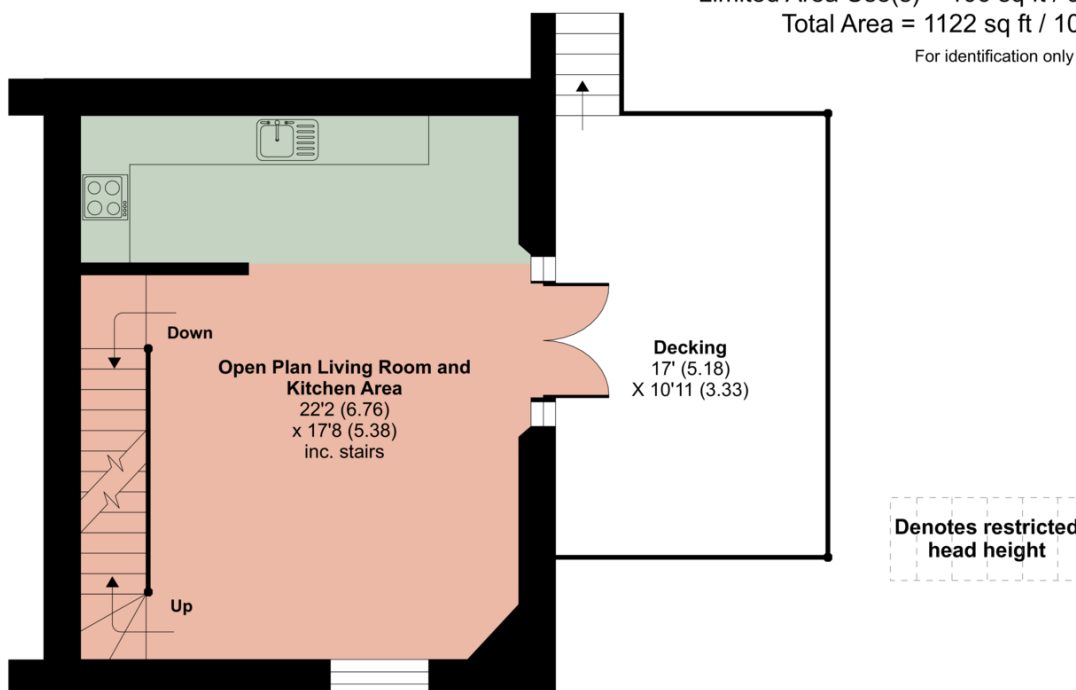 Total Area = 1122 sq ft / 10
For identification only
Down
Open Plan Living Room and
Kitchen Area
22'2 (6.76)
x 17'8 (5.38)
inc. stairs
Decking
17' (5.18)
X 10'11 (3.33)
Denotes restricted
head height
Up